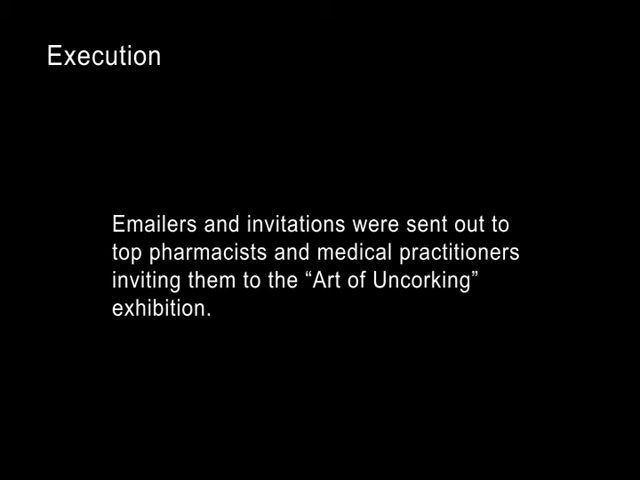 Execution
Emailers and invitations were sent out to
top pharmacists and medical practitioners
inviting them to the “Art of Uncorking”
exhibition.